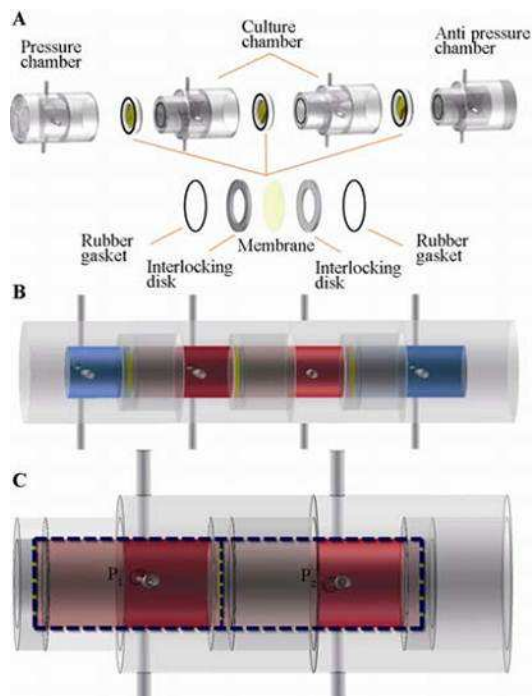 A
Culture
chamber
Pressure
chamber
Anti pressure
chamber
Rubber
gasket
Interlocking
disk
Membrane
Interlocking
disk
Rubber
gasket
B
C
P1
P2